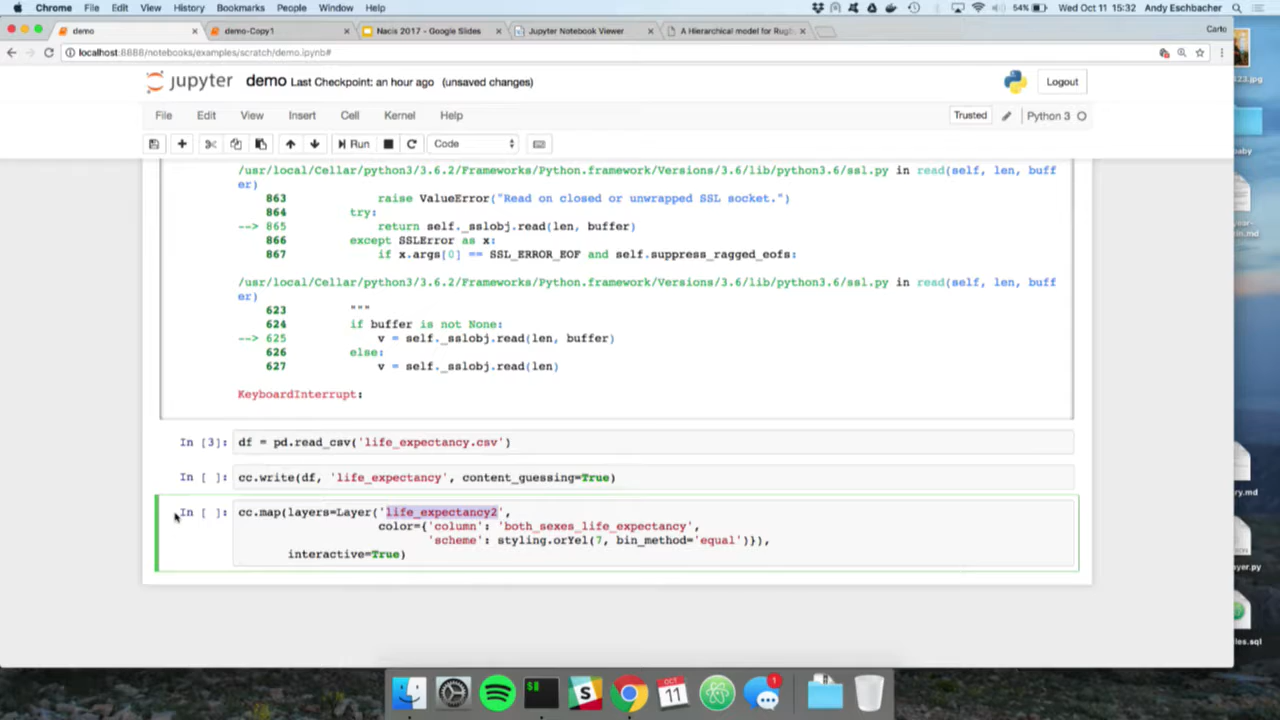 Chrome File Edit View History Bookmarks People Window Help 54% Wed Oct 11 15:32 Andy Eschbacher
demo demo-Copy1 Nacis 2017 - Google Slides Jupyter Notebook Viewer A Hierarchical model for Rugb Carto
localhost:8888/notebooks/examples/scratch/demo.ipynb#
jupyter demo Last Checkpoint: an hour ago (unsaved changes) Logout
File Edit View Insert Cell Kernel Help Trusted Python 3
Run Code
/usr/local/Cellar/python3/3.6.2/Frameworks/Python.framework/Versions/3.6/lib/python3.6/ssl.py in read(self, len, buff
er)
863 raise ValueError("Read on closed or unwrapped SSL socket.")
864 try:
--> 865 return self._sslobj.read(len, buffer)
866 except SSLError as x:
867 if x.args[0] == SSL_ERROR_EOF and self.suppress_ragged_eofs:
/usr/local/Cellar/python3/3.6.2/Frameworks/Python.framework/Versions/3.6/lib/python3.6/ssl.py in read(self, len, buff
er)
623 """
624 if buffer is not None:
--> 625 v = self._sslobj.read(len, buffer)
626 else:
627 v = self._sslobj.read(len)
KeyboardInterrupt:
In [3]: df = pd.read_csv('life_expectancy.csv')
In [ ]: cc.write(df, 'life_expectancy', content_guessing=True)
In [ ]: cc.map(layers=Layer('life_expectancy2',
color={'column': 'both_sexes_life_expectancy',
'scheme': styling.orYel(7, bin_method='equal')}),
interactive=True)
OCT
11
1